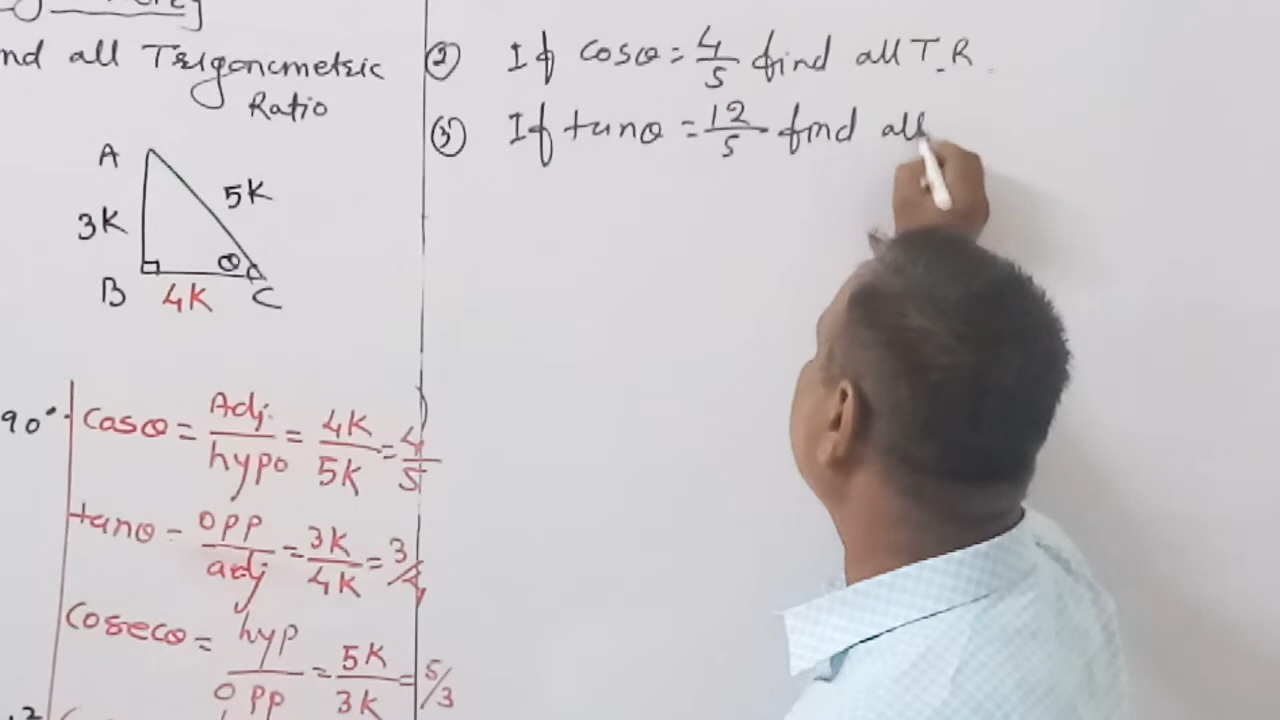 nd all Trigonometric
Ratio
A
3K
5K
θ
B
4K
C
90°
Cosθ = Adj. / hypo = 4K / 5K = 4 / 5
tanθ = opp / adj = 3K / 4K = 3/4
Cosecθ = hyp / opp = 5K / 3K = 5/3
② If Cosθ = 4 / 5 find all T.R.
③ If tanθ = 12 / 5 find all